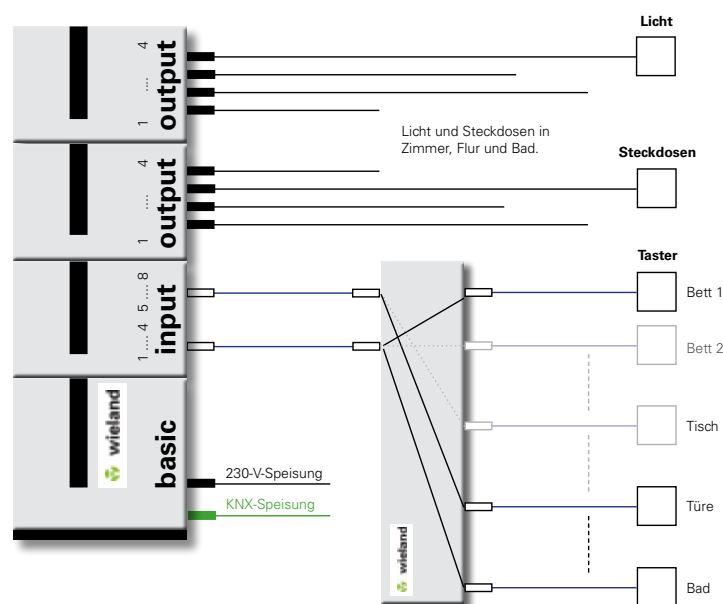 Licht
1 .... 4
output
Licht und Steckdosen in
Zimmer, Flur und Bad.
Steckdosen
1 .... 4
output
Taster
1 .... 4 5 .... 8
input
Bett 1
Bett 2
wieland
basic
Tisch
230-V-Speisung
KNX-Speisung
Türe
wieland
Bad